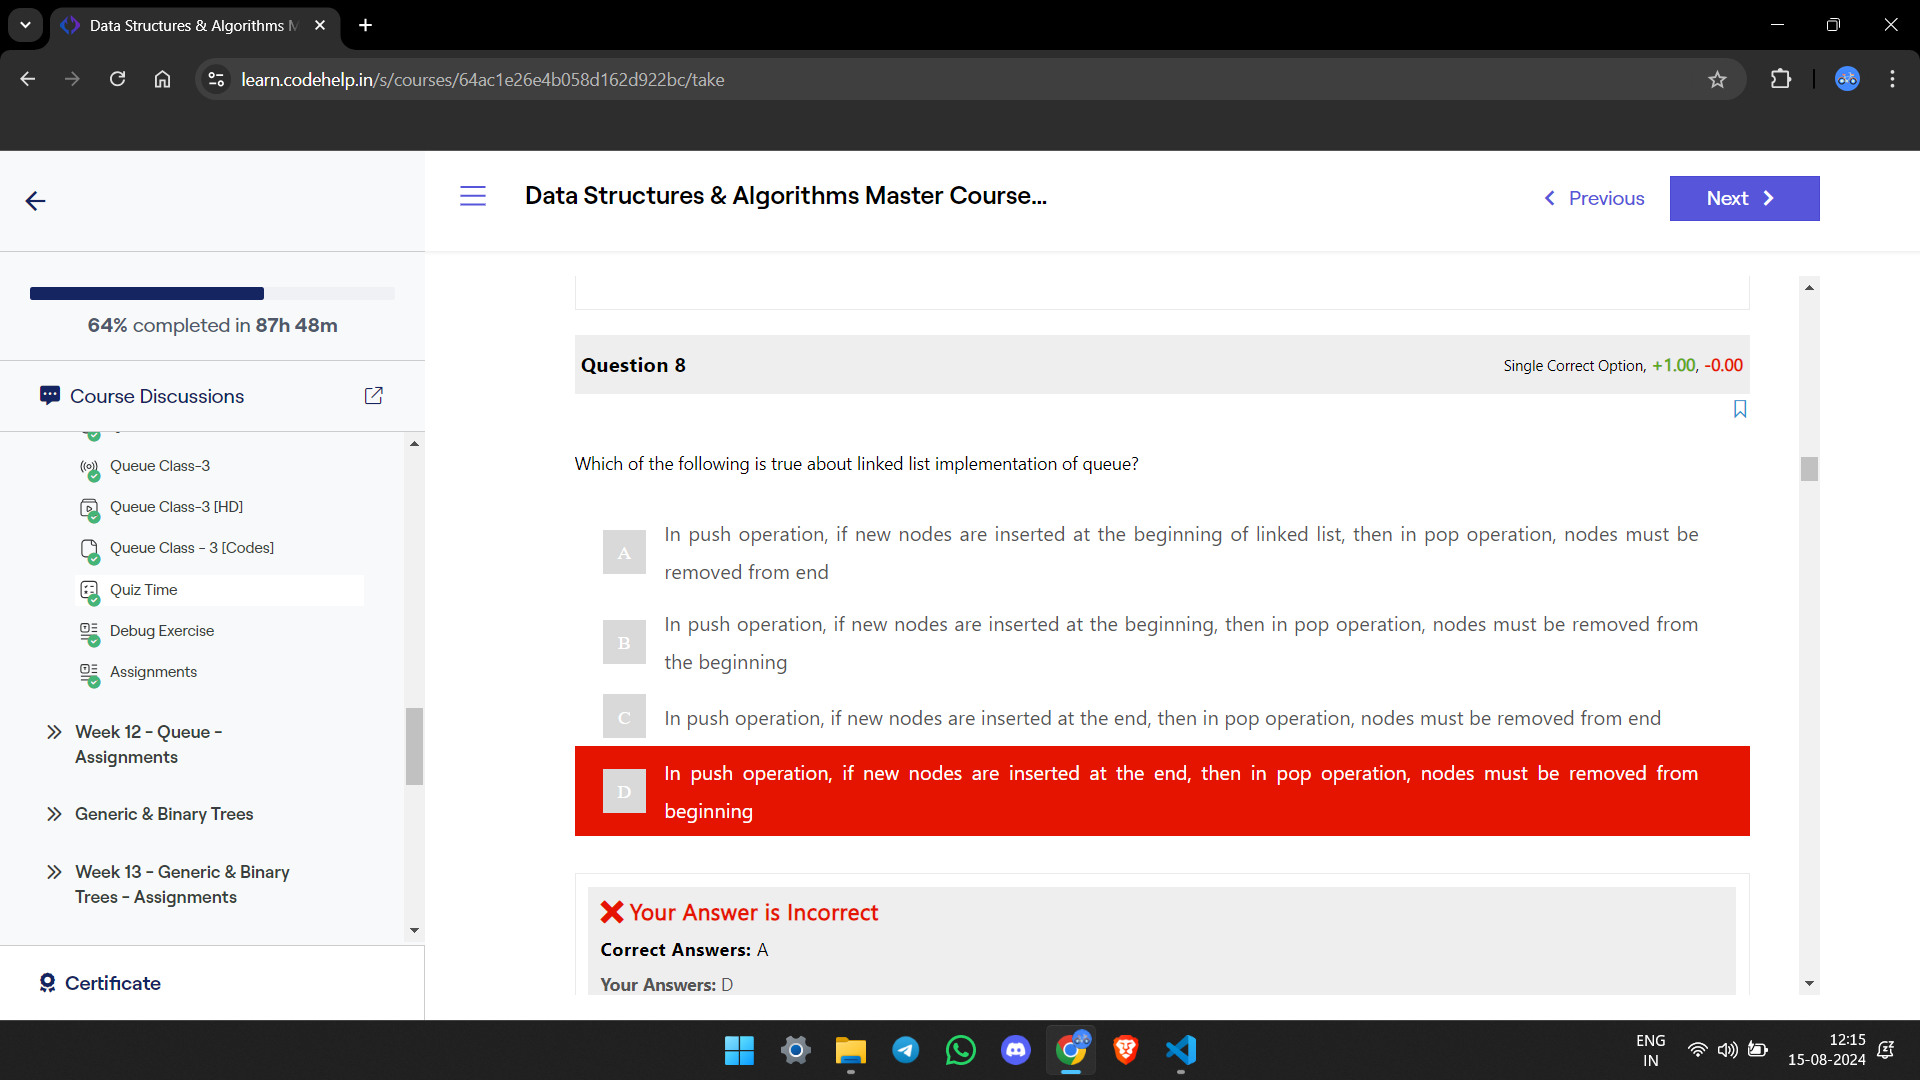 Data Structures & Algorithms M
learn.codehelp.in/s/courses/64ac1e26e4b058d162d922bc/take
Data Structures & Algorithms Master Course...
Previous
Next
64% completed in 87h 48m
Course Discussions
Queue Class-3
Queue Class-3 [HD]
Queue Class - 3 [Codes]
Quiz Time
Debug Exercise
Assignments
Week 12 - Queue -
Assignments
Generic & Binary Trees
Week 13 - Generic & Binary
Trees - Assignments
Certificate
Question 8
Single Correct Option, +1.00, -0.00
Which of the following is true about linked list implementation of queue?
A
In push operation, if new nodes are inserted at the beginning of linked list, then in pop operation, nodes must be
removed from end
B
In push operation, if new nodes are inserted at the beginning, then in pop operation, nodes must be removed from
the beginning
C
In push operation, if new nodes are inserted at the end, then in pop operation, nodes must be removed from end
D
In push operation, if new nodes are inserted at the end, then in pop operation, nodes must be removed from
beginning
Your Answer is Incorrect
Correct Answers: A
Your Answers: D
ENG
IN
12:15
15-08-2024